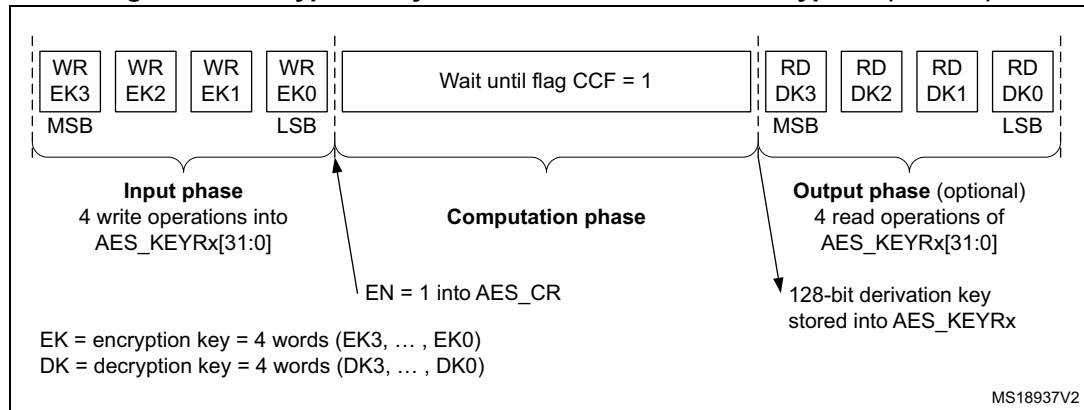 WR EK3
WR EK2
WR EK1
WR EK0
MSB
LSB
Wait until flag CCF = 1
RD DK3
RD DK2
RD DK1
RD DK0
MSB
LSB
Input phase
4 write operations into
AES_KEYRx[31:0]
Computation phase
Output phase (optional)
4 read operations of
AES_KEYRx[31:0]
EN = 1 into AES_CR
128-bit derivation key
stored into AES_KEYRx
EK = encryption key = 4 words (EK3, … , EK0)
DK = decryption key = 4 words (DK3, … , DK0)
MS18937V2